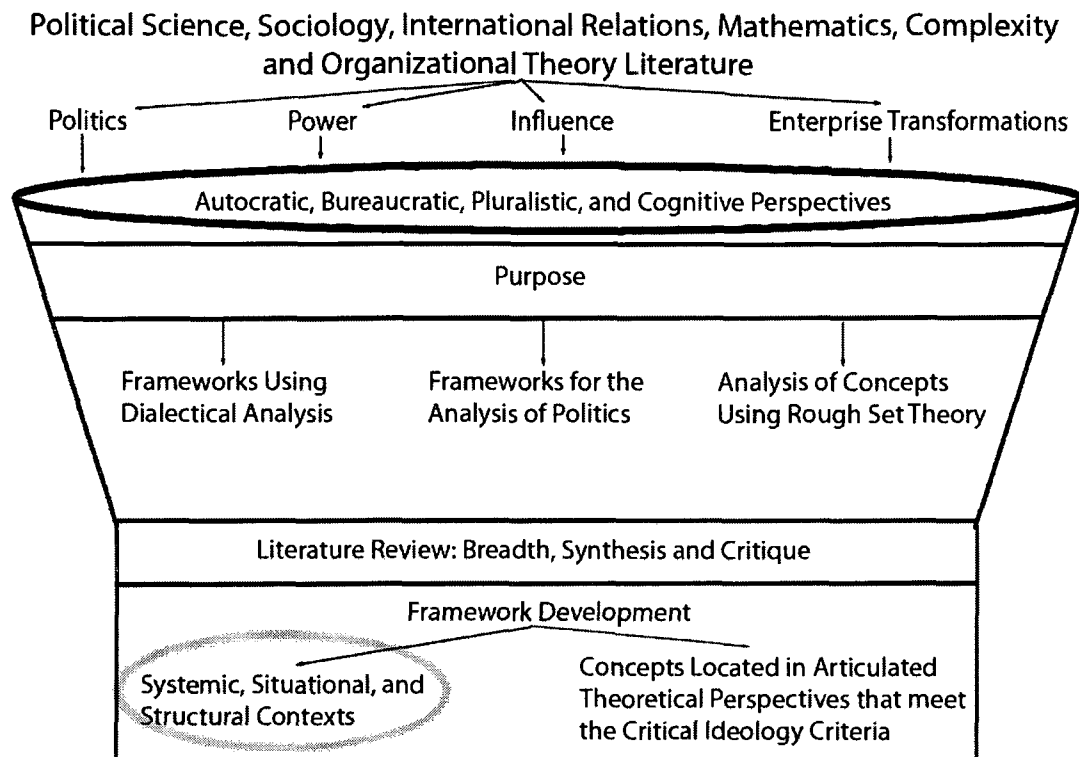 Political Science, Sociology, International Relations, Mathematics, Complexity
and Organizational Theory Literature
Politics
Power
Influence
Enterprise Transformations
Autocratic, Bureaucratic, Pluralistic, and Cognitive Perspectives
Purpose
Frameworks Using
Dialectical Analysis
Frameworks for the
Analysis of Politics
Analysis of Concepts
Using Rough Set Theory
Literature Review: Breadth, Synthesis and Critique
Framework Development
Systemic, Situational, and
Structural Contexts
Concepts Located in Articulated
Theoretical Perspectives that meet
the Critical Ideology Criteria